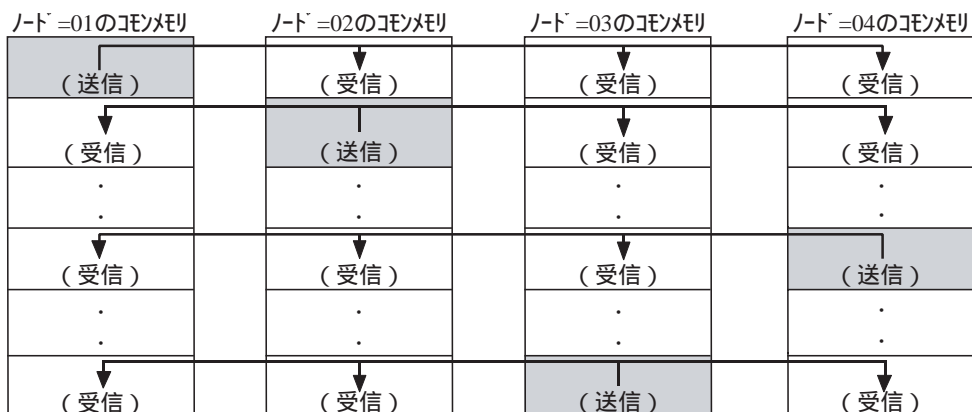 ﾉｰﾄﾞ=01のｺﾓﾝﾒﾓﾘ ﾉｰﾄﾞ=02のｺﾓﾝﾒﾓﾘ ﾉｰﾄﾞ=03のｺﾓﾝﾒﾓﾘ ﾉｰﾄﾞ=04のｺﾓﾝﾒﾓﾘ
(送信) (受信) (受信) (受信)
(受信) (送信) (受信) (受信)
・ ・ ・ ・
・ ・ ・ ・
(受信) (受信) (受信) (送信)
・ ・ ・ ・
・ ・ ・ ・
(受信) (受信) (送信) (受信)